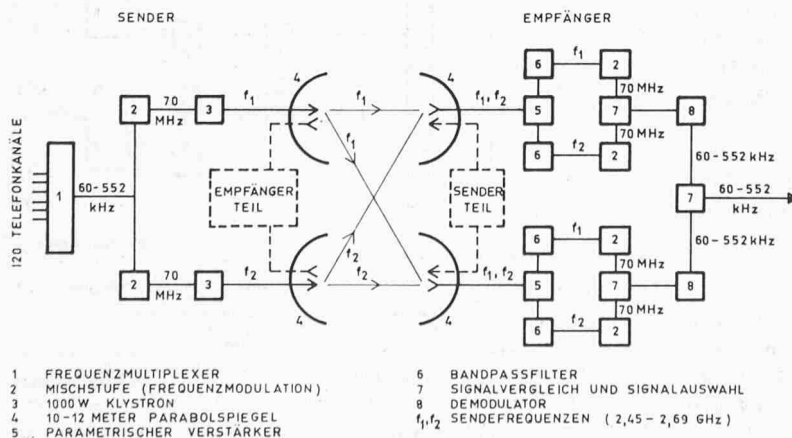 SENDER
EMPFÄNGER
120 TELEFONKANÄLE
1
60-552
kHz
2
70
MHz
3
f1
4
f1
f1
4
f1, f2
6
f1
2
5
70 MHz
7
8
70 MHz
6
f2
2
EMPFÄNGER
TEIL
SENDER
TEIL
60-552 kHz
7
60-552
kHz
60-552 kHz
2
70
MHz
3
f2
4
f2
f2
4
f1, f2
6
f1
2
5
70 MHz
7
8
70 MHz
6
f2
2
1 FREQUENZMULTIPLEXER
2 MISCHSTUFE (FREQUENZMODULATION)
3 1000 W KLYSTRON
4 10-12 METER PARABOLSPIEGEL
5 PARAMETRISCHER VERSTÄRKER
6 BANDPASSFILTER
7 SIGNALVERGLEICH UND SIGNALAUSWAHL
8 DEMODULATOR
f1, f2 SENDEFREQUENZEN (2,45-2,69 GHz)